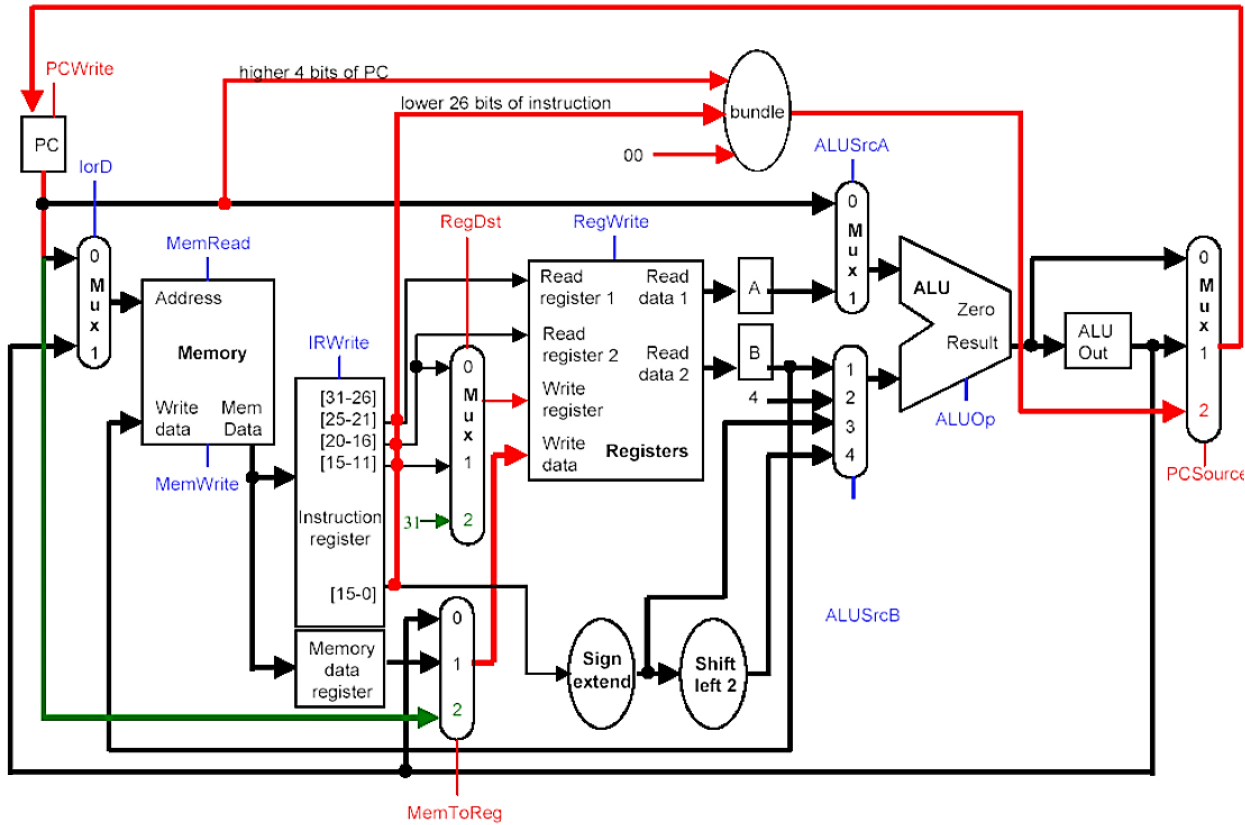 higher 4 bits of PC
PCWrite
lower 26 bits of instruction
bundle
PC
00
ALUSrcA
IorD
0
Mux
1
MemRead
RegDst
RegWrite
0
Mux
1
0
Mux
1
2
Address
Memory
Write data
Mem Data
MemWrite
IRWrite
[31-26]
[25-21]
[20-16]
[15-11]
Instruction register
[15-0]
0
Mux
1
31
2
Read register 1
Read data 1
Read register 2
Read data 2
Write register
Write data
Registers
A
B
4
1
2
3
4
ALU
Zero
Result
ALUOp
ALU Out
PCSource
Memory data register
0
1
2
Sign extend
Shift left 2
ALUSrcB
MemToReg